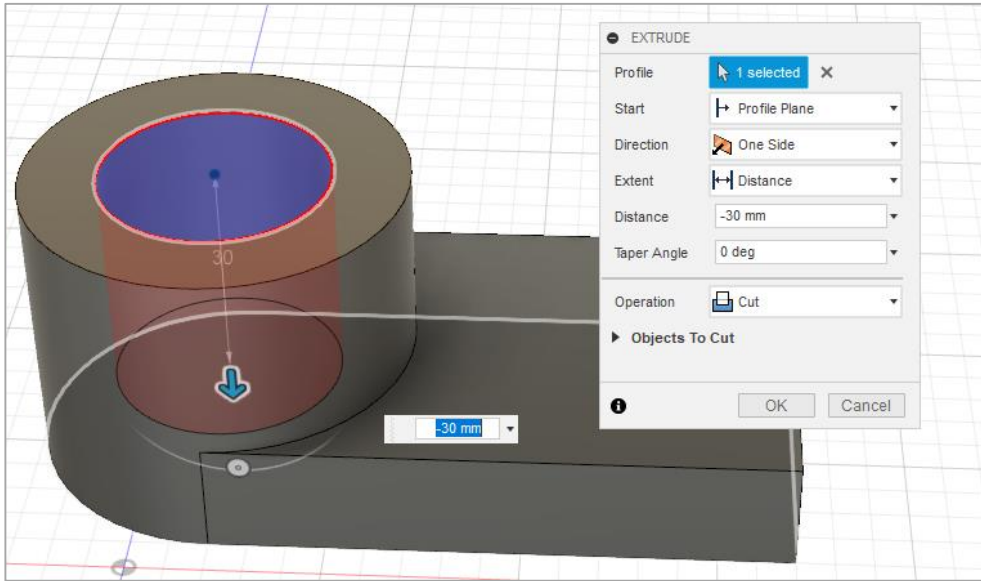 EXTRUDE
Profile 1 selected
Start Profile Plane
Direction One Side
Extent Distance
Distance -30 mm
Taper Angle 0 deg
Operation Cut
Objects To Cut
OK Cancel
30
-30 mm